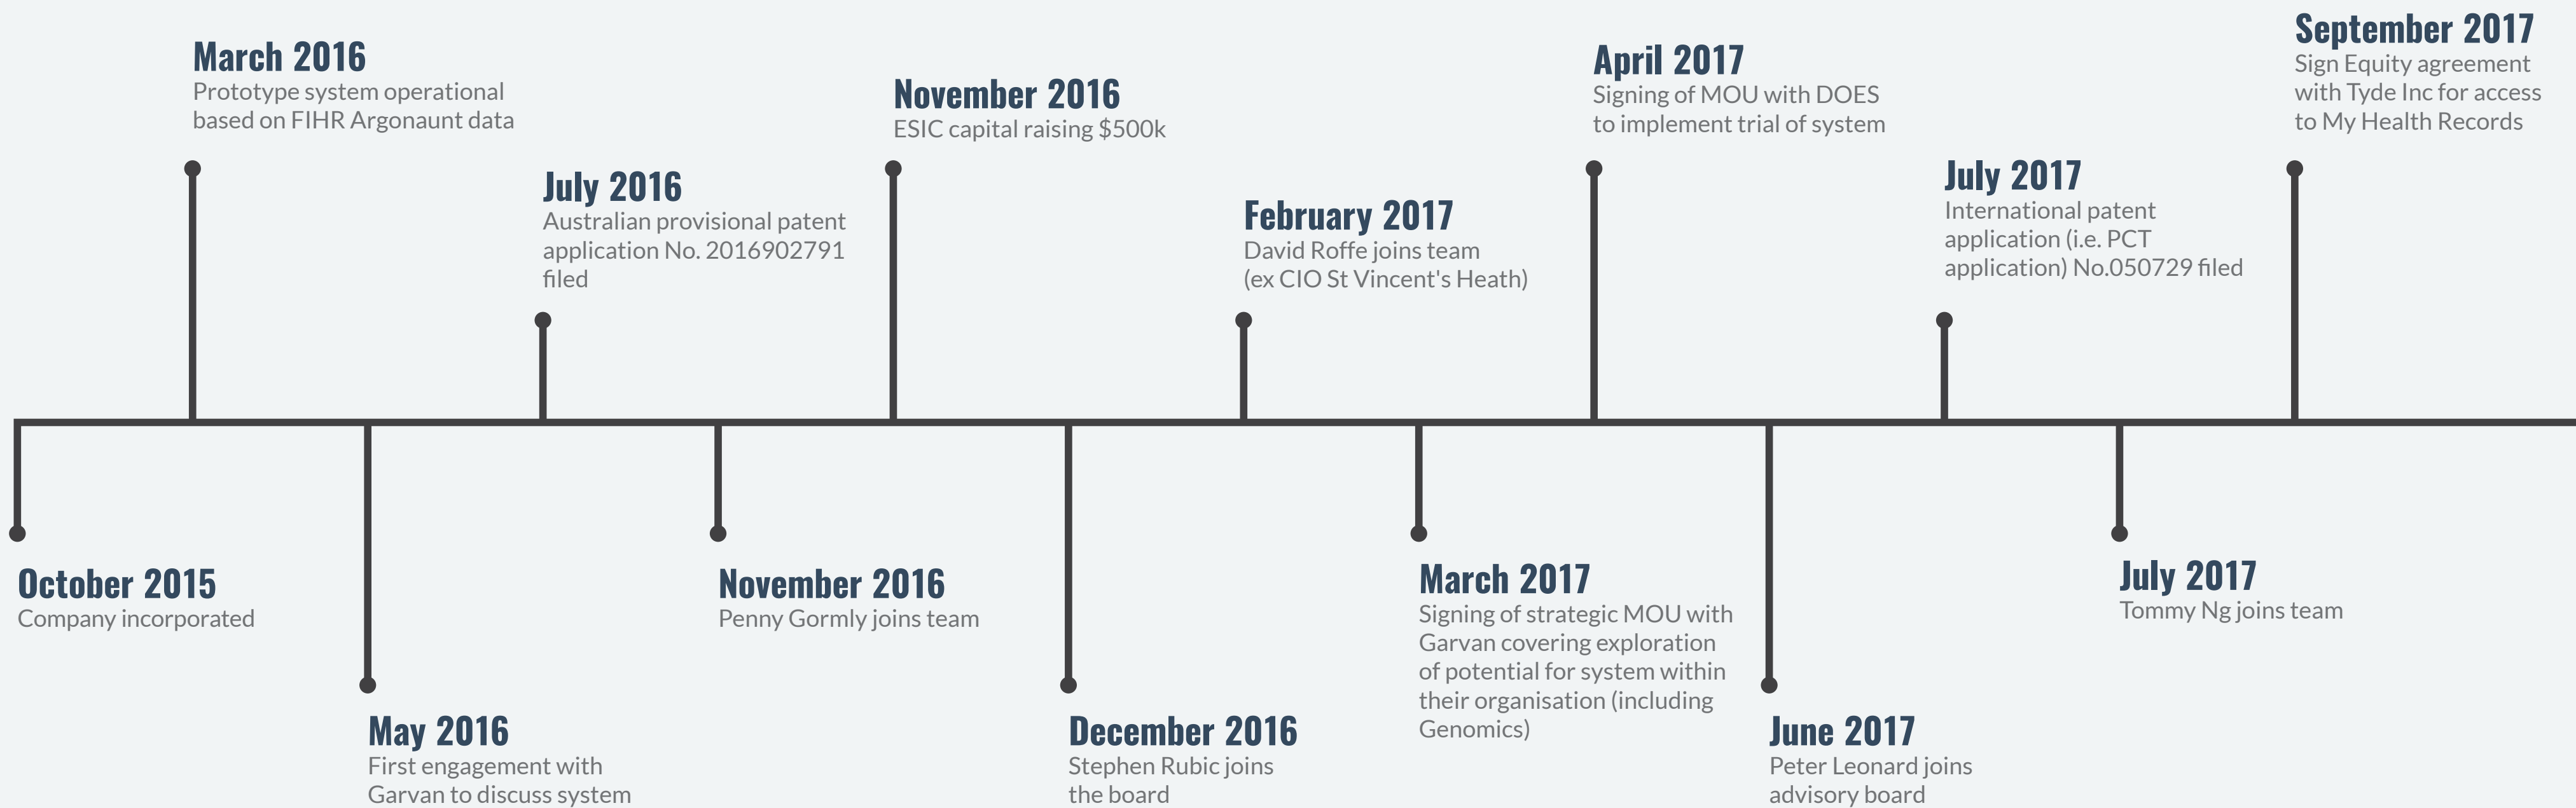 October 2015
Company incorporated
March 2016
Prototype system operational
based on FIHR Argonaunt data
May 2016
First engagement with
Garvan to discuss system
July 2016
Australian provisional patent
application No. 2016902791
filed
November 2016
Penny Gormly joins team
November 2016
ESIC capital raising $500k
December 2016
Stephen Rubic joins
the board
February 2017
David Roffe joins team
(ex CIO St Vincent's Heath)
March 2017
Signing of strategic MOU with
Garvan covering exploration
of potential for system within
their organisation (including
Genomics)
April 2017
Signing of MOU with DOES
to implement trial of system
June 2017
Peter Leonard joins
advisory board
July 2017
International patent
application (i.e. PCT
application) No.050729 filed
July 2017
Tommy Ng joins team
September 2017
Sign Equity agreement
with Tyde Inc for access
to My Health Records